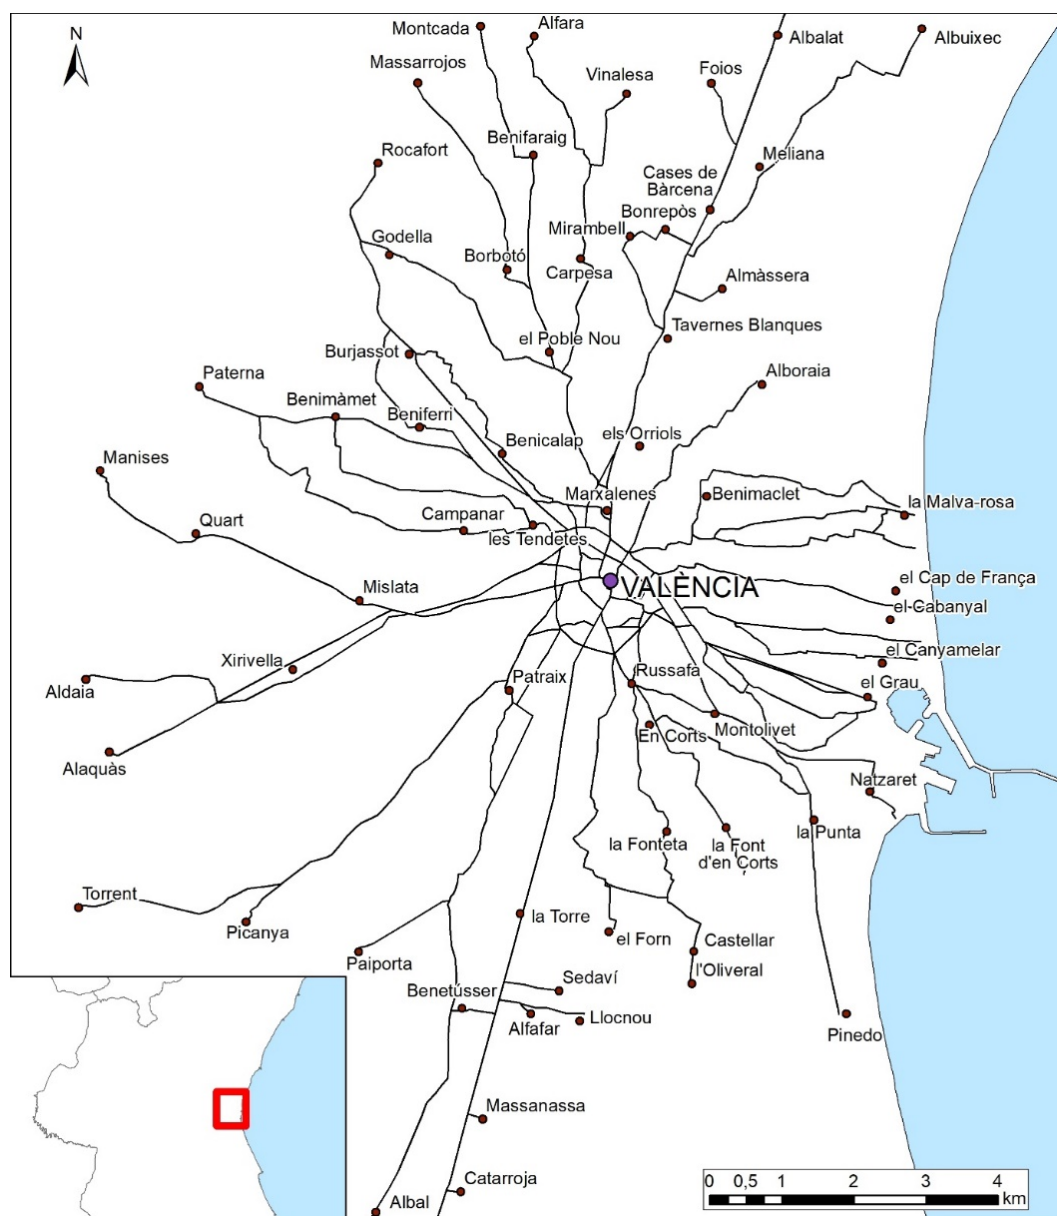 N
Montcada
Alfara
Albalat
Albuixec
Massarrojos
Vinalesa
Foios
Benifaraig
Rocafort
Meliana
Cases de
Bàrcena
Bonrepòs
Mirambell
Godella
Borbotó
Carpesa
Almàssera
Tavernes Blanques
el Poble Nou
Burjassot
Paterna
Alboraia
Benimàmet
Beniferri
els Orriols
Benicalap
Manises
Marxalenes
Benimaclet
la Malva-rosa
Quart
Campanar
les Tendetes
VALÈNCIA
el Cap de França
Mislata
el Cabanyal
el Canyamelar
Xirivella
Russafa
el Grau
Aldaia
Patraix
En Corts
Montolivet
Alaquàs
Natzaret
la Punta
la Fonteta
la Font
d'en Corts
Torrent
la Torre
Picanya
el Forn
Castellar
Paiporta
l'Oliveral
Sedaví
Benetússer
Alfafar
Llocnou
Pinedo
Massanassa
Catarroja
Albal
0 0,5 1 2 3 4
km